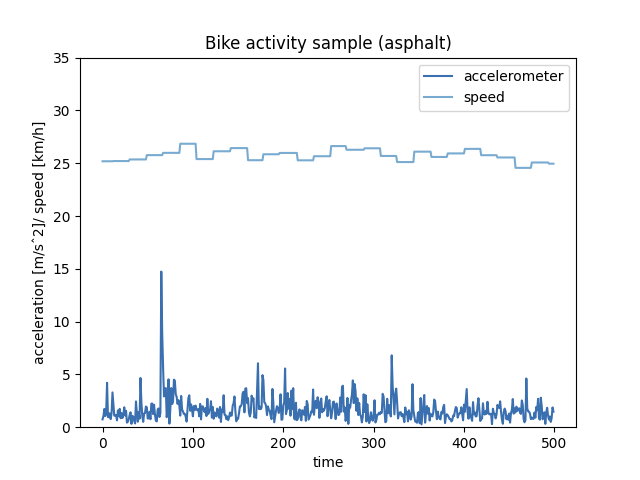 Bike activity sample (asphalt)
accelerometer
speed
acceleration [m/sˆ2]/ speed [km/h]
35
30
25
20
15
10
5
0
0 100 200 300 400 500
time